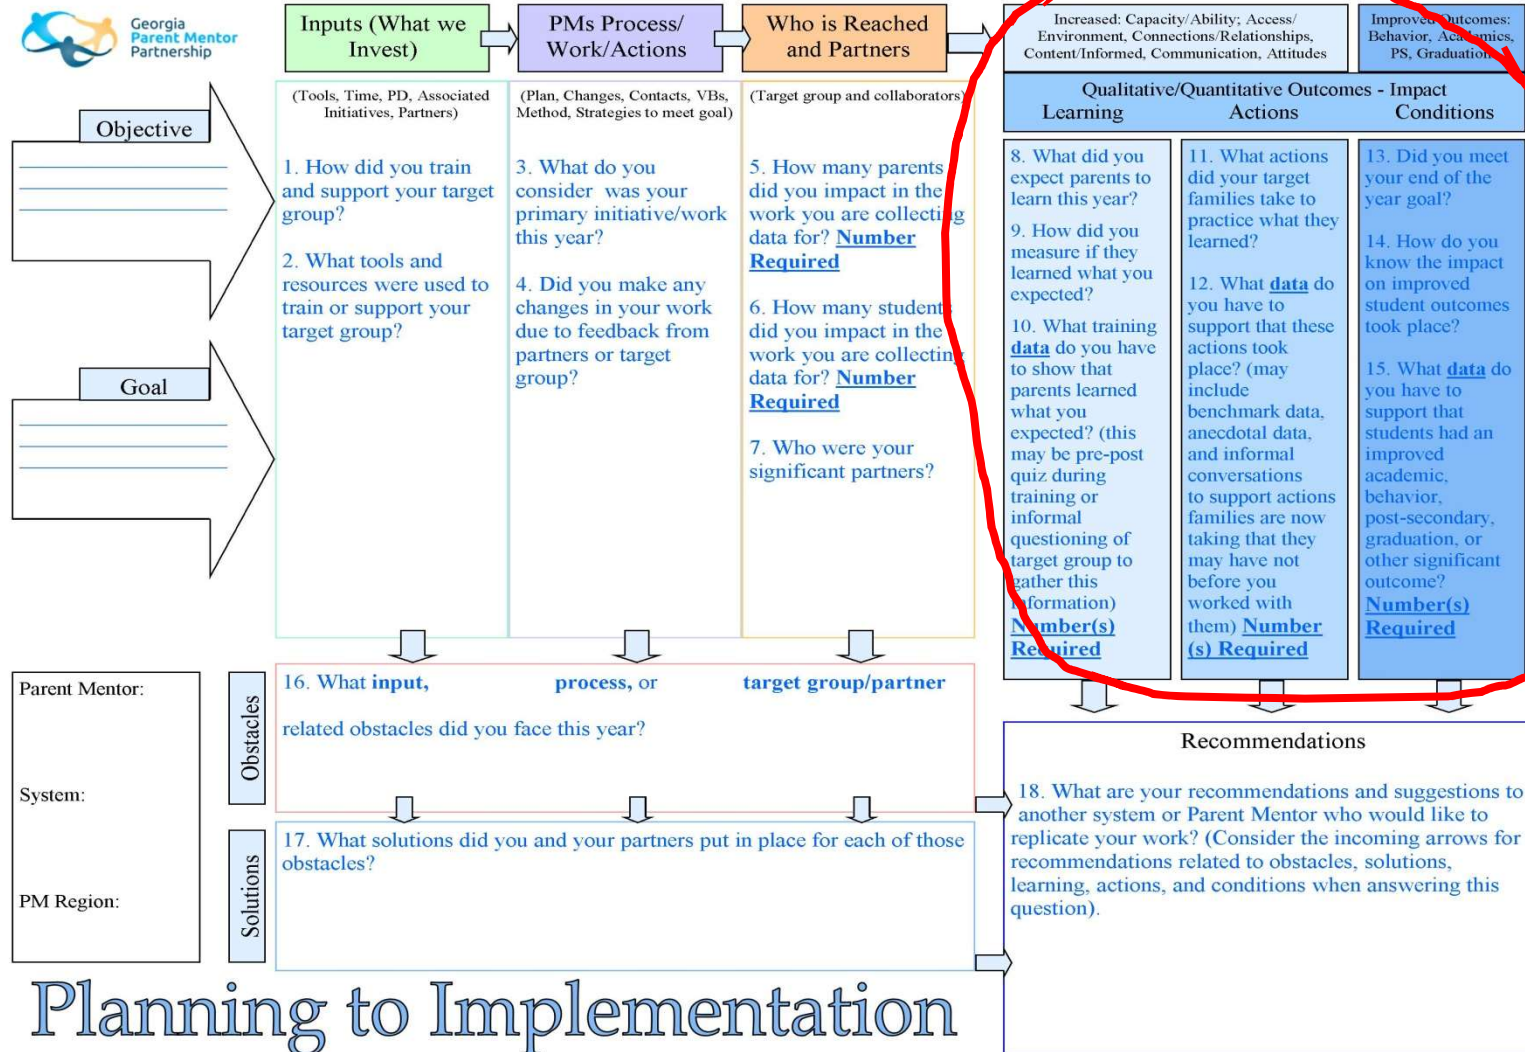 Georgia
Parent Mentor
Partnership
Inputs (What we
Invest)
PMs Process/
Work/Actions
Who is Reached
and Partners
Increased: Capacity/Ability; Access/
Environment, Connections/Relationships,
Content/Informed, Communication, Attitudes
Improved Outcomes:
Behavior, Academics,
PS, Graduation
Qualitative/Quantitative Outcomes - Impact
Learning
Actions
Conditions
Objective
Goal
(Tools, Time, PD, Associated
Initiatives, Partners)
1. How did you train
and support your target
group?
2. What tools and
resources were used to
train or support your
target group?
(Plan, Changes, Contacts, VBs,
Method, Strategies to meet goal)
3. What do you
consider was your
primary initiative/work
this year?
4. Did you make any
changes in your work
due to feedback from
partners or target
group?
(Target group and collaborators)
5. How many parents
did you impact in the
work you are collecting
data for? Number
Required
6. How many students
did you impact in the
work you are collecting
data for? Number
Required
7. Who were your
significant partners?
8. What did you
expect parents to
learn this year?
9. How did you
measure if they
learned what you
expected?
10. What training
data do you have
to show that
parents learned
what you
expected? (this
may be pre-post
quiz during
training or
informal
questioning of
target group to
gather this
information)
Number(s)
Required
11. What actions
did your target
families take to
practice what they
learned?
12. What data do
you have to
support that these
actions took
place? (may
include
benchmark data,
anecdotal data,
and informal
conversations
to support actions
families are now
taking that they
may have not
before you
worked with
them) Number
(s) Required
13. Did you meet
your end of the
year goal?
14. How do you
know the impact
on improved
student outcomes
took place?
15. What data do
you have to
support that
students had an
improved
academic,
behavior,
post-secondary,
graduation, or
other significant
outcome?
Number(s)
Required
Parent Mentor:
System:
PM Region:
Obstacles
16. What input, process, or target group/partner
related obstacles did you face this year?
Solutions
17. What solutions did you and your partners put in place for each of those
obstacles?
Recommendations
18. What are your recommendations and suggestions to
another system or Parent Mentor who would like to
replicate your work? (Consider the incoming arrows for
recommendations related to obstacles, solutions,
learning, actions, and conditions when answering this
question).
Planning to Implementation